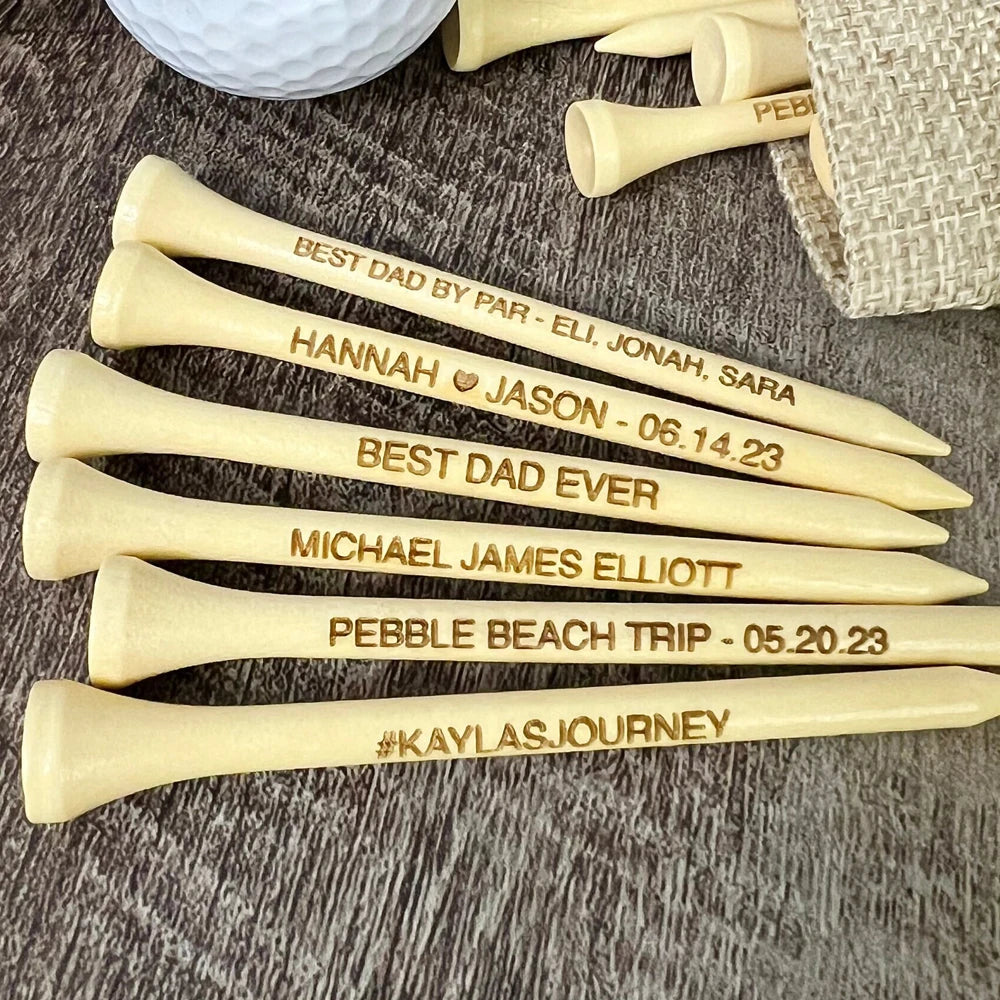 PEBL
BEST DAD BY PAR - ELI, JONAH, SARA
HANNAH ♥ JASON - 06.14.23
BEST DAD EVER
MICHAEL JAMES ELLIOTT
PEBBLE BEACH TRIP - 05.20.23
#KAYLASJOURNEY